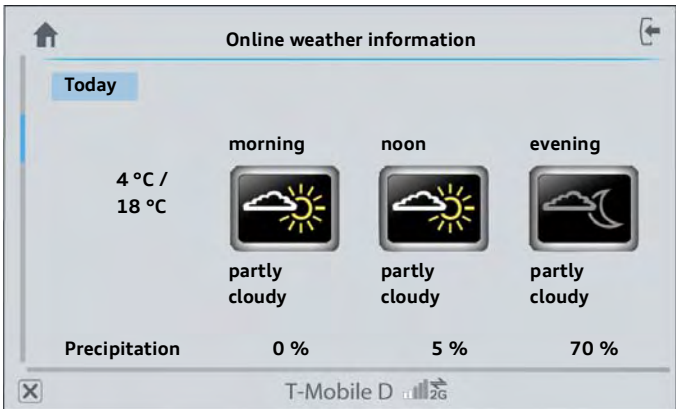 Online weather information
Today
morning noon evening
4 °C /
18 °C
partly partly partly
cloudy cloudy cloudy
Precipitation 0 % 5 % 70 %
T-Mobile D 2G